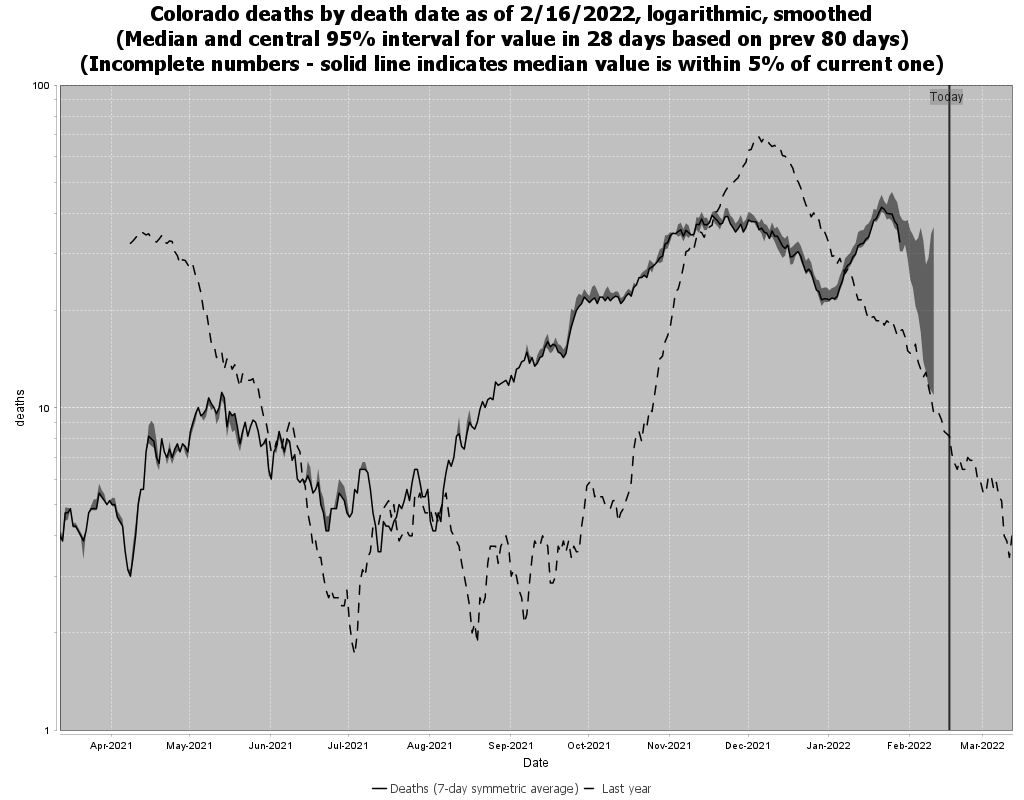 Colorado deaths by death date as of 2/16/2022, logarithmic, smoothed
(Median and central 95% interval for value in 28 days based on prev 80 days)
(Incomplete numbers - solid line indicates median value is within 5% of current one)
Today
100
10
1
deaths
Apr-2021 May-2021 Jun-2021 Jul-2021 Aug-2021 Sep-2021 Oct-2021 Nov-2021 Dec-2021 Jan-2022 Feb-2022 Mar-2022
Date
Deaths (7-day symmetric average) Last year